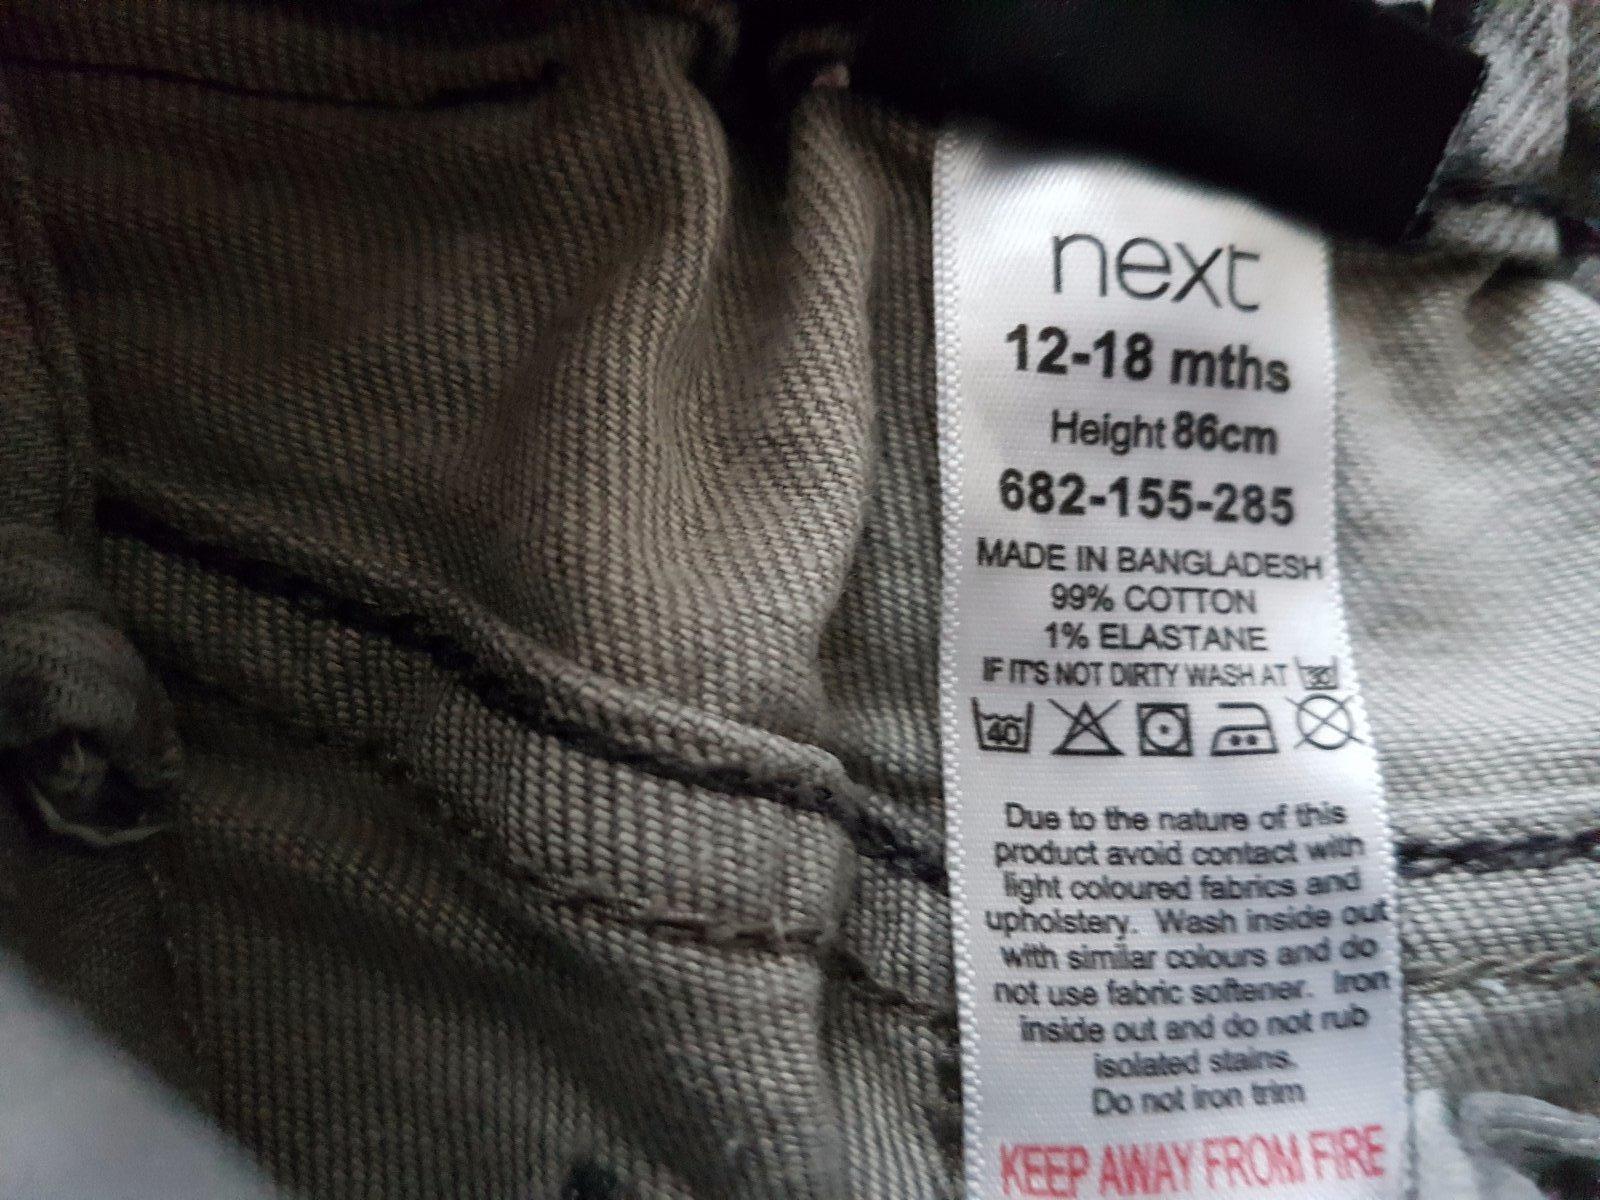 next
12-18 mths
Height 86cm
682-155-285
MADE IN BANGLADESH
99% COTTON
1% ELASTANE
IF IT'S NOT DIRTY WASH AT 30
40
Due to the nature of this
product avoid contact with
light coloured fabrics and
upholstery. Wash inside out
with similar colours and do
not use fabric softener. Iron
inside out and do not rub
isolated stains.
Do not iron trim
KEEP AWAY FROM FIRE